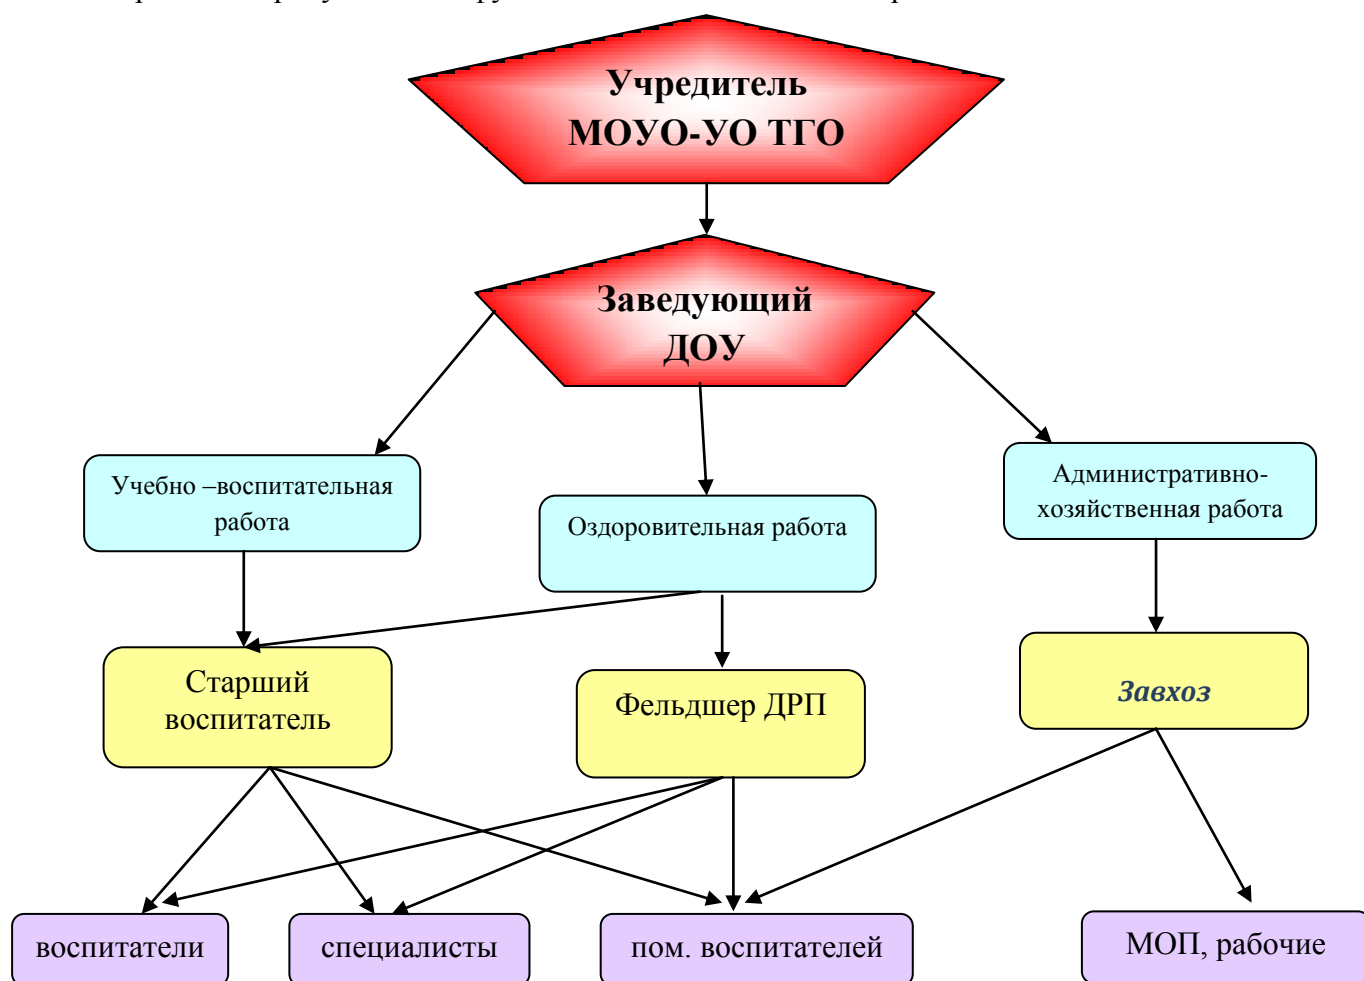 Учредитель
МОУО-УО ТГО
Заведующий
ДОУ
Учебно –воспитательная
работа
Оздоровительная работа
Административно-
хозяйственная работа
Старший
воспитатель
Фельдшер ДРП
Завхоз
воспитатели
специалисты
пом. воспитателей
МОП, рабочие